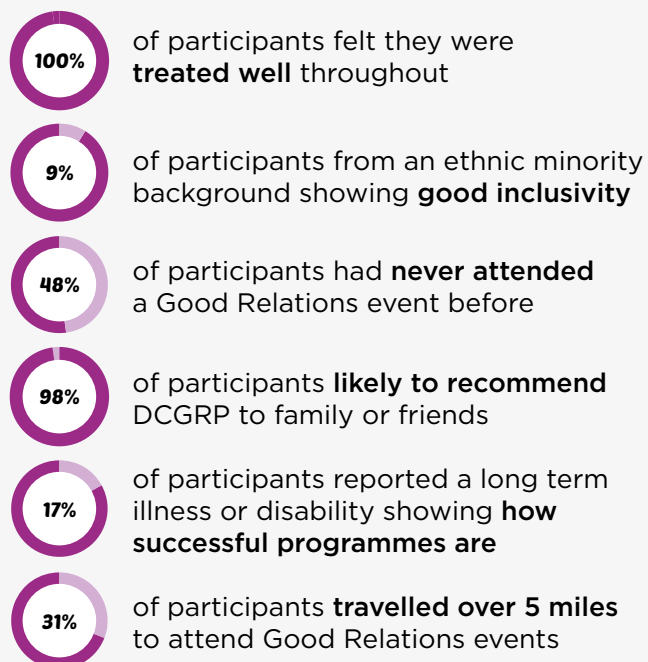 100%
of participants felt they were
treated well throughout
9%
of participants from an ethnic minority
background showing good inclusivity
48%
of participants had never attended
a Good Relations event before
98%
of participants likely to recommend
DCGRP to family or friends
17%
of participants reported a long term
illness or disability showing how
successful programmes are
31%
of participants travelled over 5 miles
to attend Good Relations events